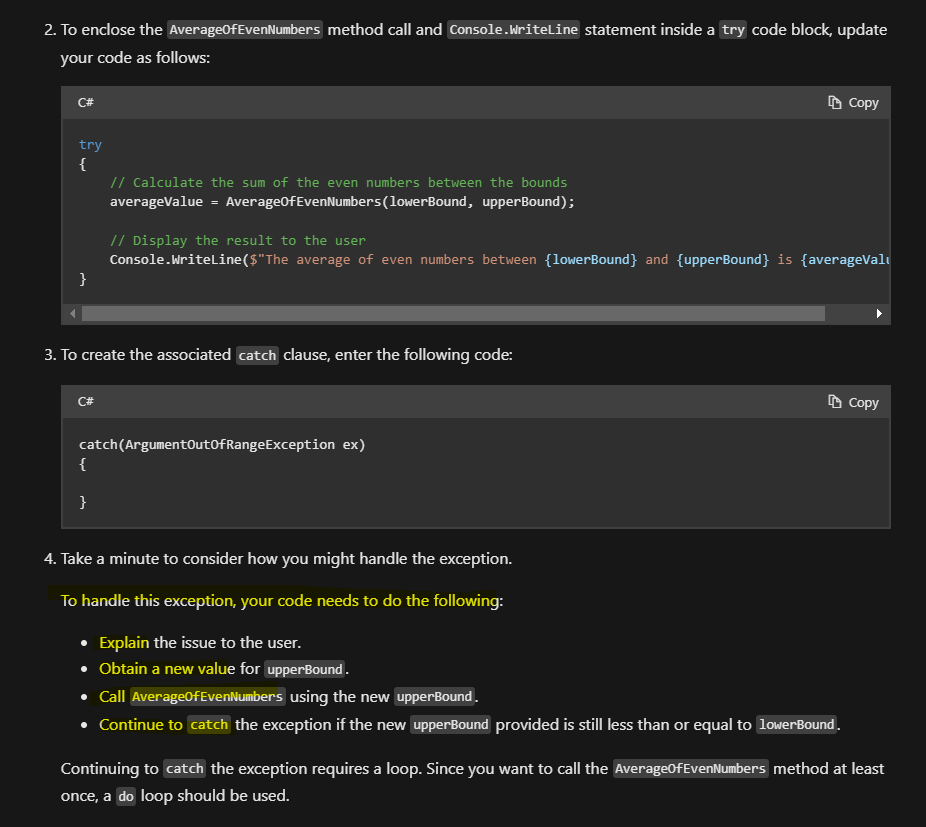 2. To enclose the AverageOfEvenNumbers method call and Console.WriteLine statement inside a try code block, update
your code as follows:
C#
Copy
try
{
    // Calculate the sum of the even numbers between the bounds
    averageValue = AverageOfEvenNumbers(lowerBound, upperBound);
    // Display the result to the user
    Console.WriteLine($"The average of even numbers between {lowerBound} and {upperBound} is {averageValu
}
3. To create the associated catch clause, enter the following code:
C#
Copy
catch(ArgumentOutOfRangeException ex)
{
}
4. Take a minute to consider how you might handle the exception.
To handle this exception, your code needs to do the following:
• Explain the issue to the user.
• Obtain a new value for upperBound.
• Call AverageOfEvenNumbers using the new upperBound.
• Continue to catch the exception if the new upperBound provided is still less than or equal to lowerBound.
Continuing to catch the exception requires a loop. Since you want to call the AverageOfEvenNumbers method at least
once, a do loop should be used.